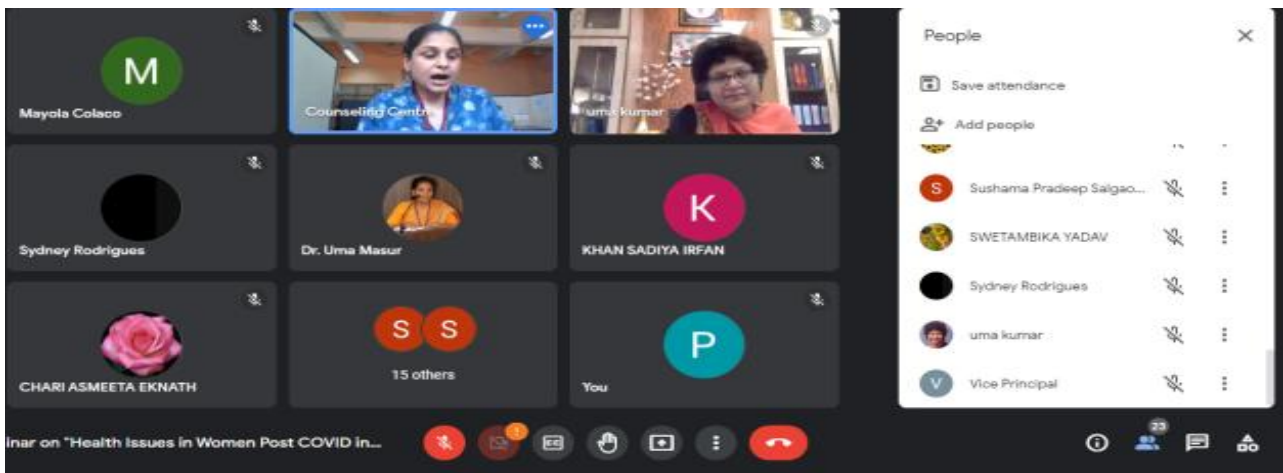 M
Mayola Colaco
Counseling Centre
uma kumar
Sydney Rodrigues
Dr. Uma Masur
K
KHAN SADIYA IRFAN
CHARI ASMEETA EKNATH
S S
15 others
P
You
People
Save attendance
Add people
S Sushama Pradeep Salgao...
SWETAMBIKA YADAV
Sydney Rodrigues
uma kumar
V Vice Principal
inar on "Health Issues in Women Post COVID in...
23